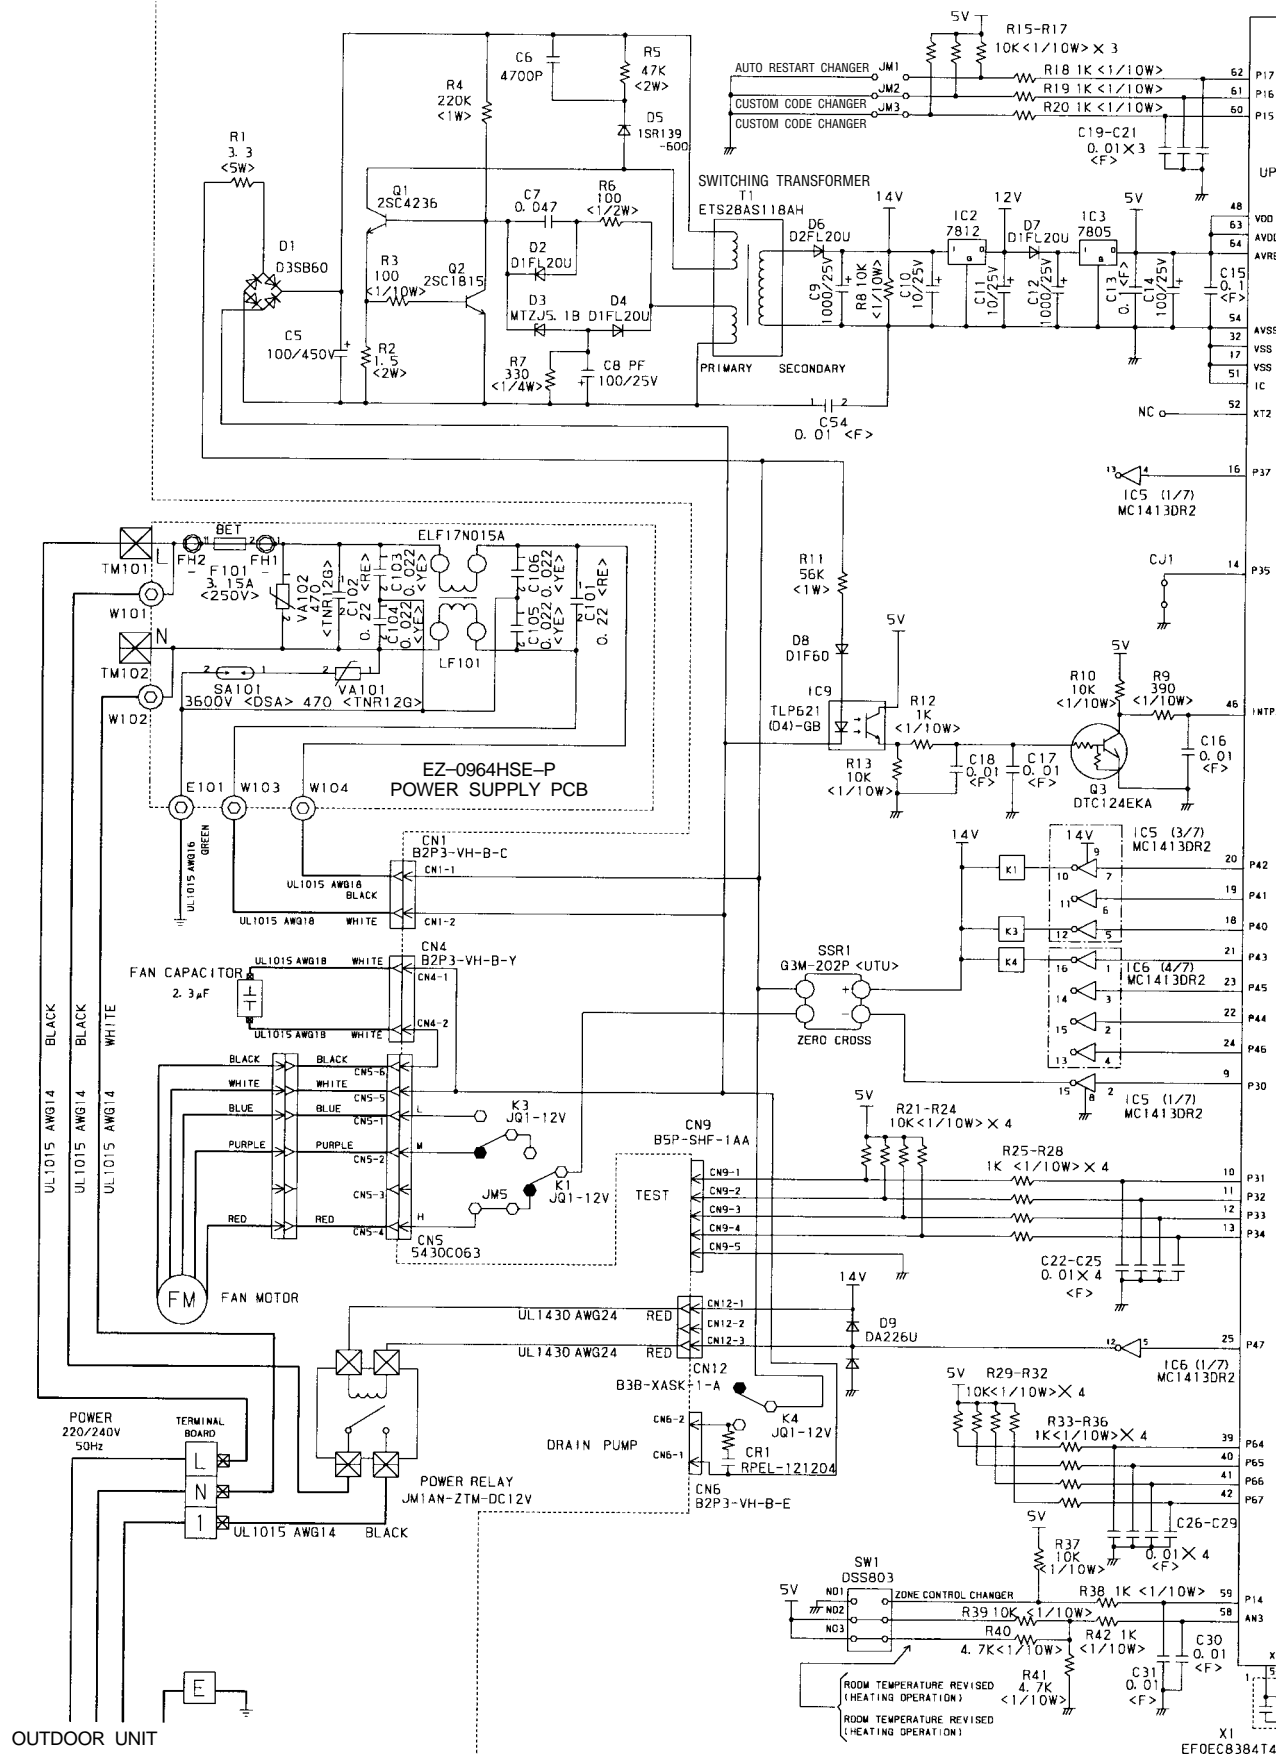 5V
R15-R17
10K<1/10W>×3
AUTO RESTART CHANGER JM1
R18 1K <1/10W>
62 P17
JM2
R19 1K <1/10W>
61 P16
CUSTOM CODE CHANGER JM3
R20 1K <1/10W>
60 P15
CUSTOM CODE CHANGER
C19-C21
0.01×3
<F>
UP
C6
4700P
R5
47K
<2W>
R4
220K
<1W>
D5
1SR139
-600
R1
3.3
<5W>
Q1
2SC4236
C7
0.047
R6
100
<1/2W>
D2
D1FL20U
R3
100
<1/10W>
Q2
2SC1815
D1
D3SB60
D3
MTZJ5.1B
D4
D1FL20U
C5
100/450V
R2
1.5
<2W>
R7
330
<1/4W>
C8 PF
100/25V
SWITCHING TRANSFORMER
T1
ETS28AS118AH
PRIMARY
SECONDARY
D6
D2FL20U
14V
IC2
7812
12V
D7
D1FL20U
IC3
7805
5V
C9
1000/25V
R8 10K
<1/10W>
C10
10/25V
C11
10/25V
C12
1000/25V
C13
0.1 <F>
C14
100/25V
C15
0.1
<F>
48 VDD
63 AVDD
64 AVRE
54 AVSS
32 VSS
17 VSS
51 IC
NC
52 XT2
1 2
C54
0.01 <F>
13 4
16 P37
IC5 (1/7)
MC1413DR2
CJ1
14 P35
R11
56K
<1W>
D8
D1F60
5V
IC9
TLP621
(D4)-GB
R12
1K
<1/10W>
R13
10K
<1/10W>
C18
0.01
<F>
C17
0.01
<F>
5V
R10
10K
<1/10W>
R9
390
<1/10W>
46 INTP
C16
0.01
<F>
Q3
DTC124EKA
L
TM101
BET
FH2
FH1
F101
3.15A
<250V>
W101
N
TM102
W102
VA102
470
<TNR12G>
C102
0.22 <RE>
C103
0.022
<YE>
C104
0.022
<YE>
ELF17N015A
LF101
C106
0.022
<YE>
C105
0.022
<YE>
C101
0.22 <RE>
SA101
3600V <DSA>
VA101
470 <TNR12G>
E101
W103
W104
EZ–0964HSE–P
POWER SUPPLY PCB
UL1015 AWG16
GREEN
CN1
B2P3-VH-B-C
CN1-1
UL1015 AWG18
BLACK
UL1015 AWG18
WHITE
CN1-2
CN4
B2P3-VH-B-Y
CN4-1
UL1015 AWG18
WHITE
FAN CAPACITOR
2.3μF
UL1015 AWG18
WHITE
CN4-2
BLACK
BLACK
CN5-6
WHITE
WHITE
CN5-5
BLUE
BLUE
L
CN5-1
PURPLE
PURPLE
M
CN5-2
CN5-3
RED
RED
H
CN5-4
CN5
5430C063
FM
FAN MOTOR
K3
JQ1-12V
K1
JQ1-12V
JM5
14V
K1
14V
9
10
7
IC5 (3/7)
MC1413DR2
20 P42
11
6
19 P41
K3
12
5
18 P40
K4
16
1
21 P43
IC6 (4/7)
MC1413DR2
14
3
23 P45
15
2
22 P44
13
4
24 P46
15
8
2
9 P30
IC5 (1/7)
MC1413DR2
SSR1
G3M-202P <UTU>
+
−
ZERO CROSS
5V
R21-R24
10K<1/10W>×4
CN9
B5P-SHF-1AA
TEST
CN9-1
CN9-2
CN9-3
CN9-4
CN9-5
R25-R28
1K <1/10W>×4
10 P31
11 P32
12 P33
13 P34
C22-C25
0.01×4
<F>
UL1015 AWG14 BLACK
UL1015 AWG14 BLACK
UL1015 AWG14 WHITE
UL1430 AWG24
RED
CN12-1
CN12-2
CN12-3
UL1430 AWG24
RED
CN12
B3B-XASK-1-A
14V
D9
DA226U
12 5
25 P47
IC6 (1/7)
MC1413DR2
K4
JQ1-12V
CN6-2
CN6-1
DRAIN PUMP
CR1
RPEL-121204
CN6
B2P3-VH-B-E
POWER RELAY
JM1AN-ZTM-DC12V
POWER
220/240V
50Hz
TERMINAL
BOARD
L
N
1
UL1015 AWG14
BLACK
5V
R29-R32
10K<1/10W>×4
R33-R36
1K<1/10W>×4
39 P64
40 P65
41 P66
42 P67
C26-C29
0.01×4
<F>
5V
R37
10K
<1/10W>
SW1
DSS803
5V
NO1
NO2
NO3
ZONE CONTROL CHANGER
R38 1K <1/10W>
59 P14
R39 10K <1/10W>
58 AN3
R40
4.7K<1/10W>
R42 1K
<1/10W>
C30
0.01
<F>
R41
4.7K
<1/10W>
C31
0.01
<F>
ROOM TEMPERATURE REVISED
(HEATING OPERATION)
ROOM TEMPERATURE REVISED
(HEATING OPERATION)
E
OUTDOOR UNIT
X1
EFOEC8384T4